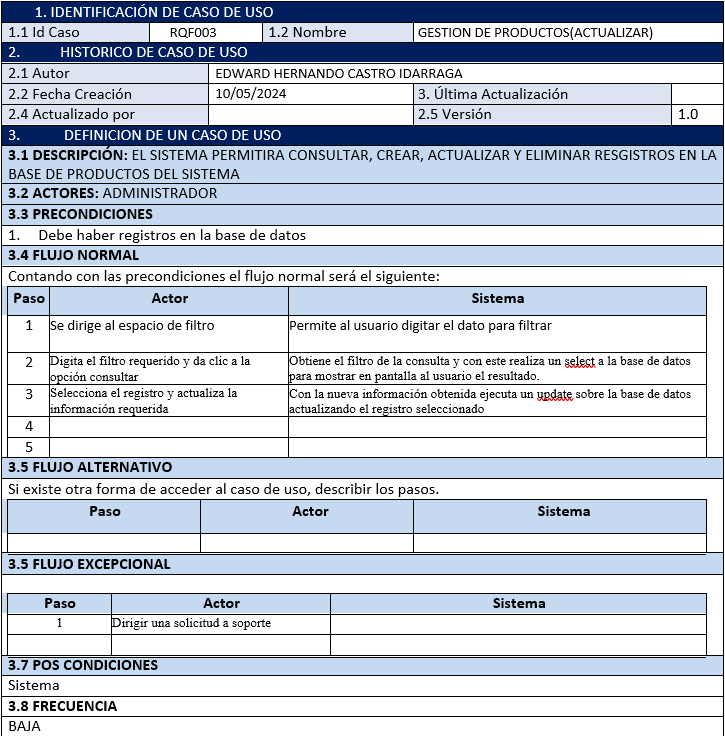 1. IDENTIFICACIÓN DE CASO DE USO
1.1 Id Caso RQF003 1.2 Nombre GESTION DE PRODUCTOS(ACTUALIZAR)
2. HISTORICO DE CASO DE USO
2.1 Autor EDWARD HERNANDO CASTRO IDARRAGA
2.2 Fecha Creación 10/05/2024 3. Última Actualización
2.4 Actualizado por 2.5 Versión 1.0
3. DEFINICION DE UN CASO DE USO
3.1 DESCRIPCIÓN: EL SISTEMA PERMITIRA CONSULTAR, CREAR, ACTUALIZAR Y ELIMINAR RESGISTROS EN LA
BASE DE PRODUCTOS DEL SISTEMA
3.2 ACTORES: ADMINISTRADOR
3.3 PRECONDICIONES
1. Debe haber registros en la base de datos
3.4 FLUJO NORMAL
Contando con las precondiciones el flujo normal será el siguiente:
Paso Actor Sistema
1 Se dirige al espacio de filtro Permite al usuario digitar el dato para filtrar
2 Digita el filtro requerido y da clic a la Obtiene el filtro de la consulta y con este realiza un select a la base de datos
opción consultar para mostrar en pantalla al usuario el resultado.
3 Selecciona el registro y actualiza la Con la nueva información obtenida ejecuta un update sobre la base de datos
información requerida actualizando el registro seleccionado
4
5
3.5 FLUJO ALTERNATIVO
Si existe otra forma de acceder al caso de uso, describir los pasos.
Paso Actor Sistema
3.5 FLUJO EXCEPCIONAL
Paso Actor Sistema
1 Dirigir una solicitud a soporte
3.7 POS CONDICIONES
Sistema
3.8 FRECUENCIA
BAJA